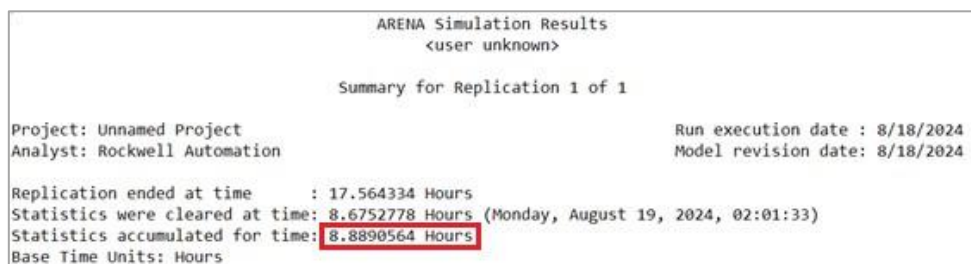 ARENA Simulation Results
<user unknown>
Summary for Replication 1 of 1
Project: Unnamed Project Run execution date : 8/18/2024
Analyst: Rockwell Automation Model revision date: 8/18/2024
Replication ended at time : 17.564334 Hours
Statistics were cleared at time: 8.6752778 Hours (Monday, August 19, 2024, 02:01:33)
Statistics accumulated for time: 8.8890564 Hours
Base Time Units: Hours